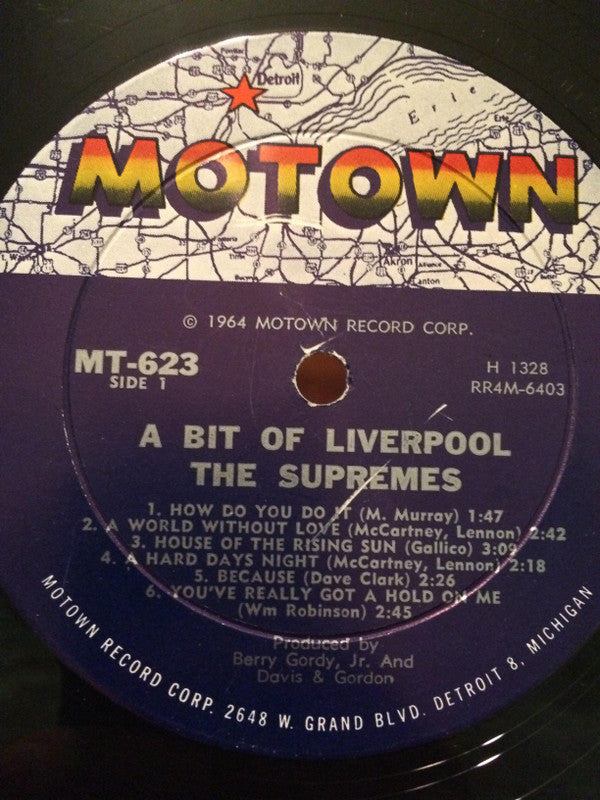 Detroit
Ann Arbor
Erie
Erie
MOTOWN
Akron
© 1964 MOTOWN RECORD CORP.
MT-623
SIDE 1
H 1328
RR4M-6403
A BIT OF LIVERPOOL
THE SUPREMES
1. HOW DO YOU DO IT (M. Murray) 1:47
2. A WORLD WITHOUT LOVE (McCartney, Lennon) 2:42
3. HOUSE OF THE RISING SUN (Gallico) 3:09
4. A HARD DAYS NIGHT (McCartney, Lennon) 2:18
5. BECAUSE (Dave Clark) 2:26
6. YOU'VE REALLY GOT A HOLD ON ME
(Wm Robinson) 2:45
Produced by
Berry Gordy, Jr. And
Davis & Gordon
MOTOWN RECORD CORP. 2648 W. GRAND BLVD. DETROIT 8, MICHIGAN